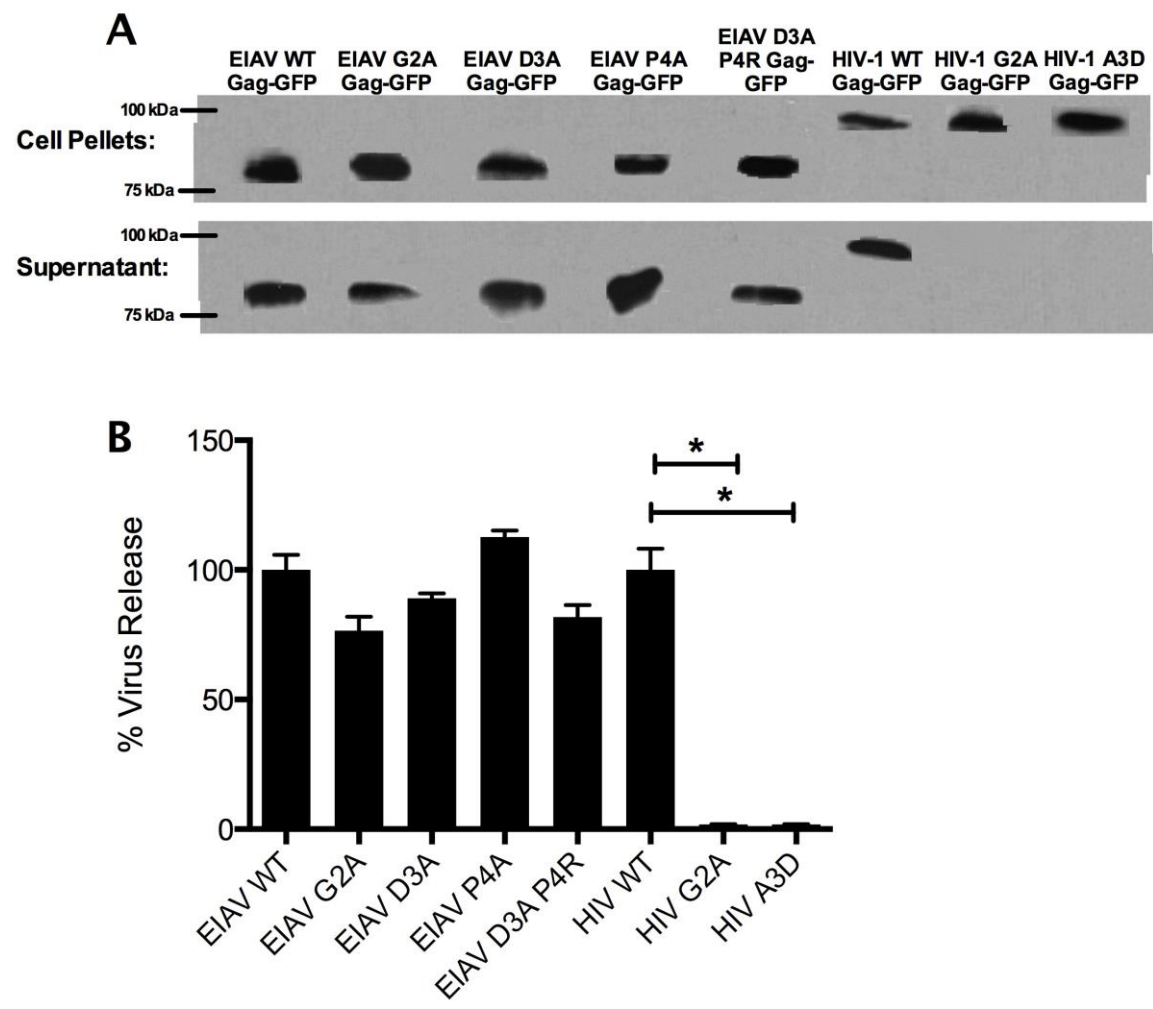 A
EIAV WT Gag-GFP
EIAV G2A Gag-GFP
EIAV D3A Gag-GFP
EIAV P4A Gag-GFP
EIAV D3A P4R Gag-GFP
HIV-1 WT Gag-GFP
HIV-1 G2A Gag-GFP
HIV-1 A3D Gag-GFP
100 kDa
Cell Pellets:
75 kDa
100 kDa
Supernatant:
75 kDa
B
150
100
50
0
% Virus Release
*
*
EIAV WT
EIAV G2A
EIAV D3A
EIAV P4A
EIAV D3A P4R
HIV WT
HIV G2A
HIV A3D